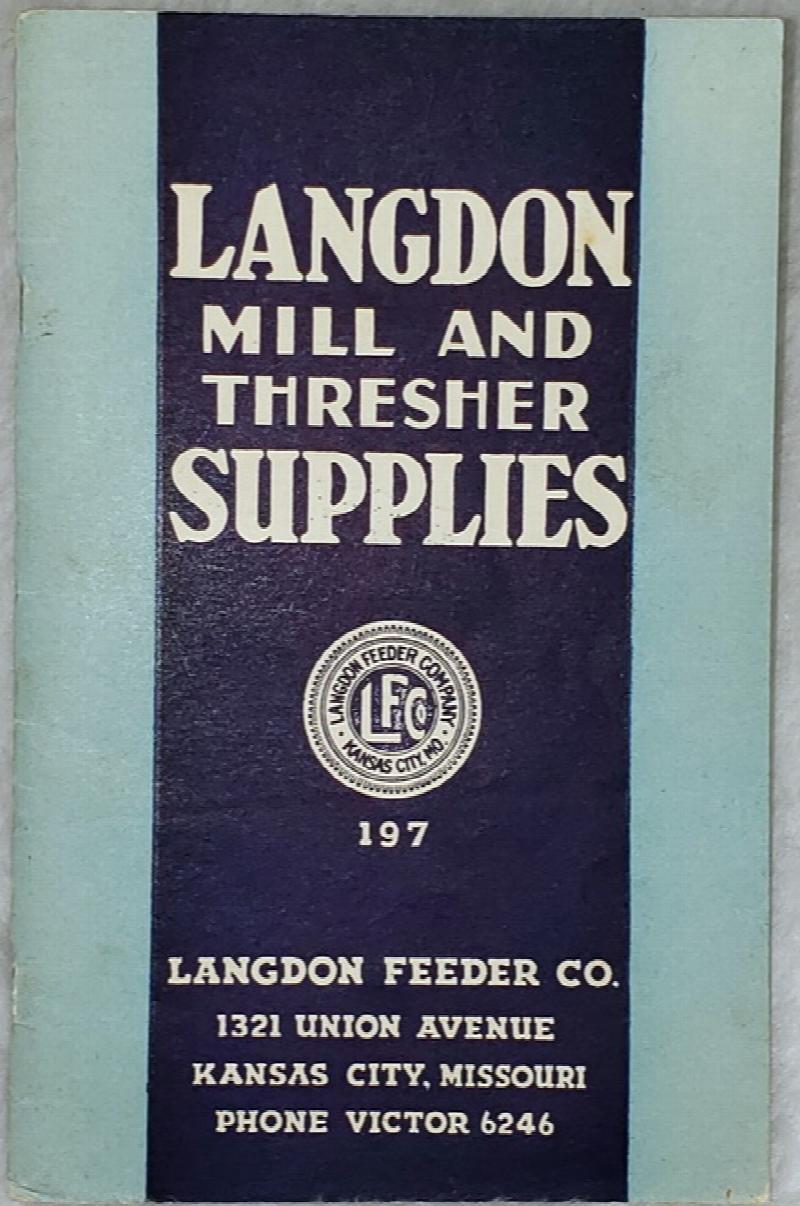 LANGDON
MILL AND
THRESHER
SUPPLIES
LANGDON FEEDER COMPANY
LFCo
· KANSAS CITY, MO ·
197
LANGDON FEEDER CO.
1321 UNION AVENUE
KANSAS CITY, MISSOURI
PHONE VICTOR 6246